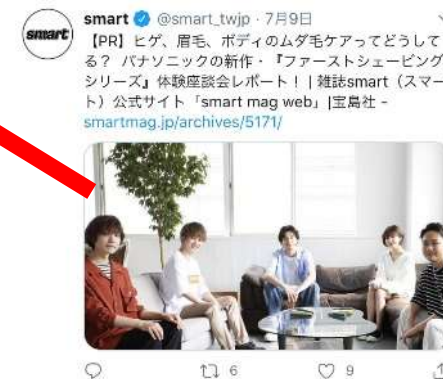 smart
smart @smart_twjp · 7月9日
【PR】ヒゲ、眉毛、ボディのムダ毛ケアってどうして
る? パナソニックの新作・『ファーストシェービング
シリーズ』体験座談会レポート! | 雑誌smart(スマー
ト)公式サイト「smart mag web」|宝島社 -
smartmag.jp/archives/5171/
6
9